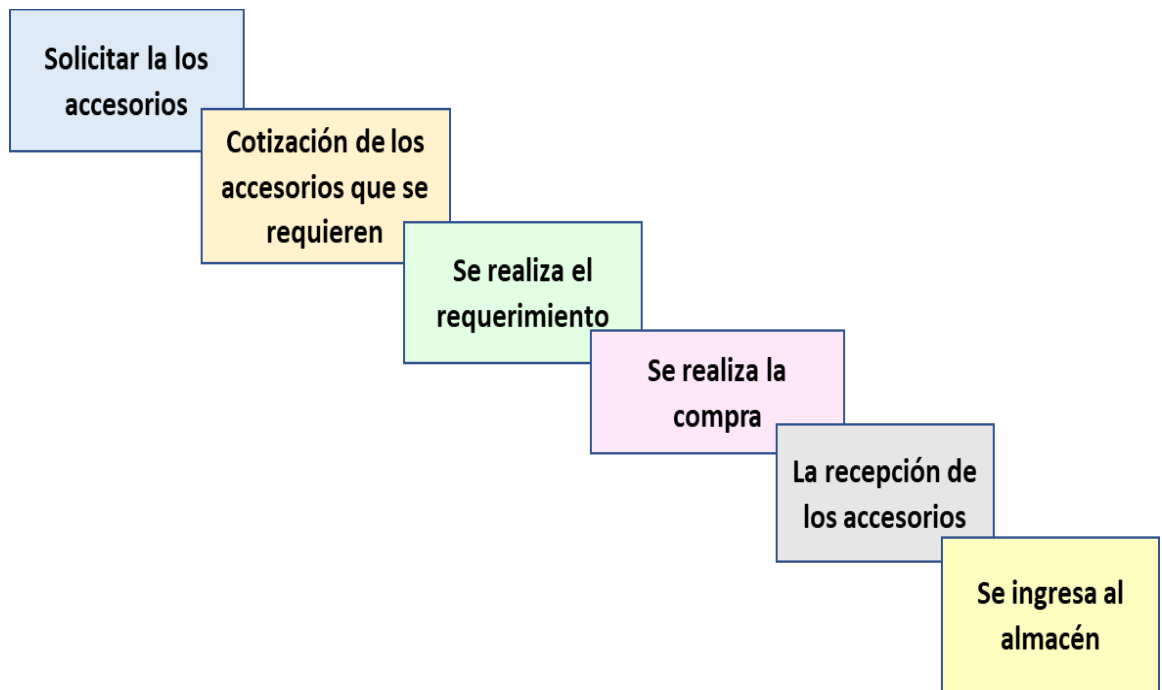 Solicitar la los
accesorios
Cotización de los
accesorios que se
requieren
Se realiza el
requerimiento
Se realiza la
compra
La recepción de
los accesorios
Se ingresa al
almacén